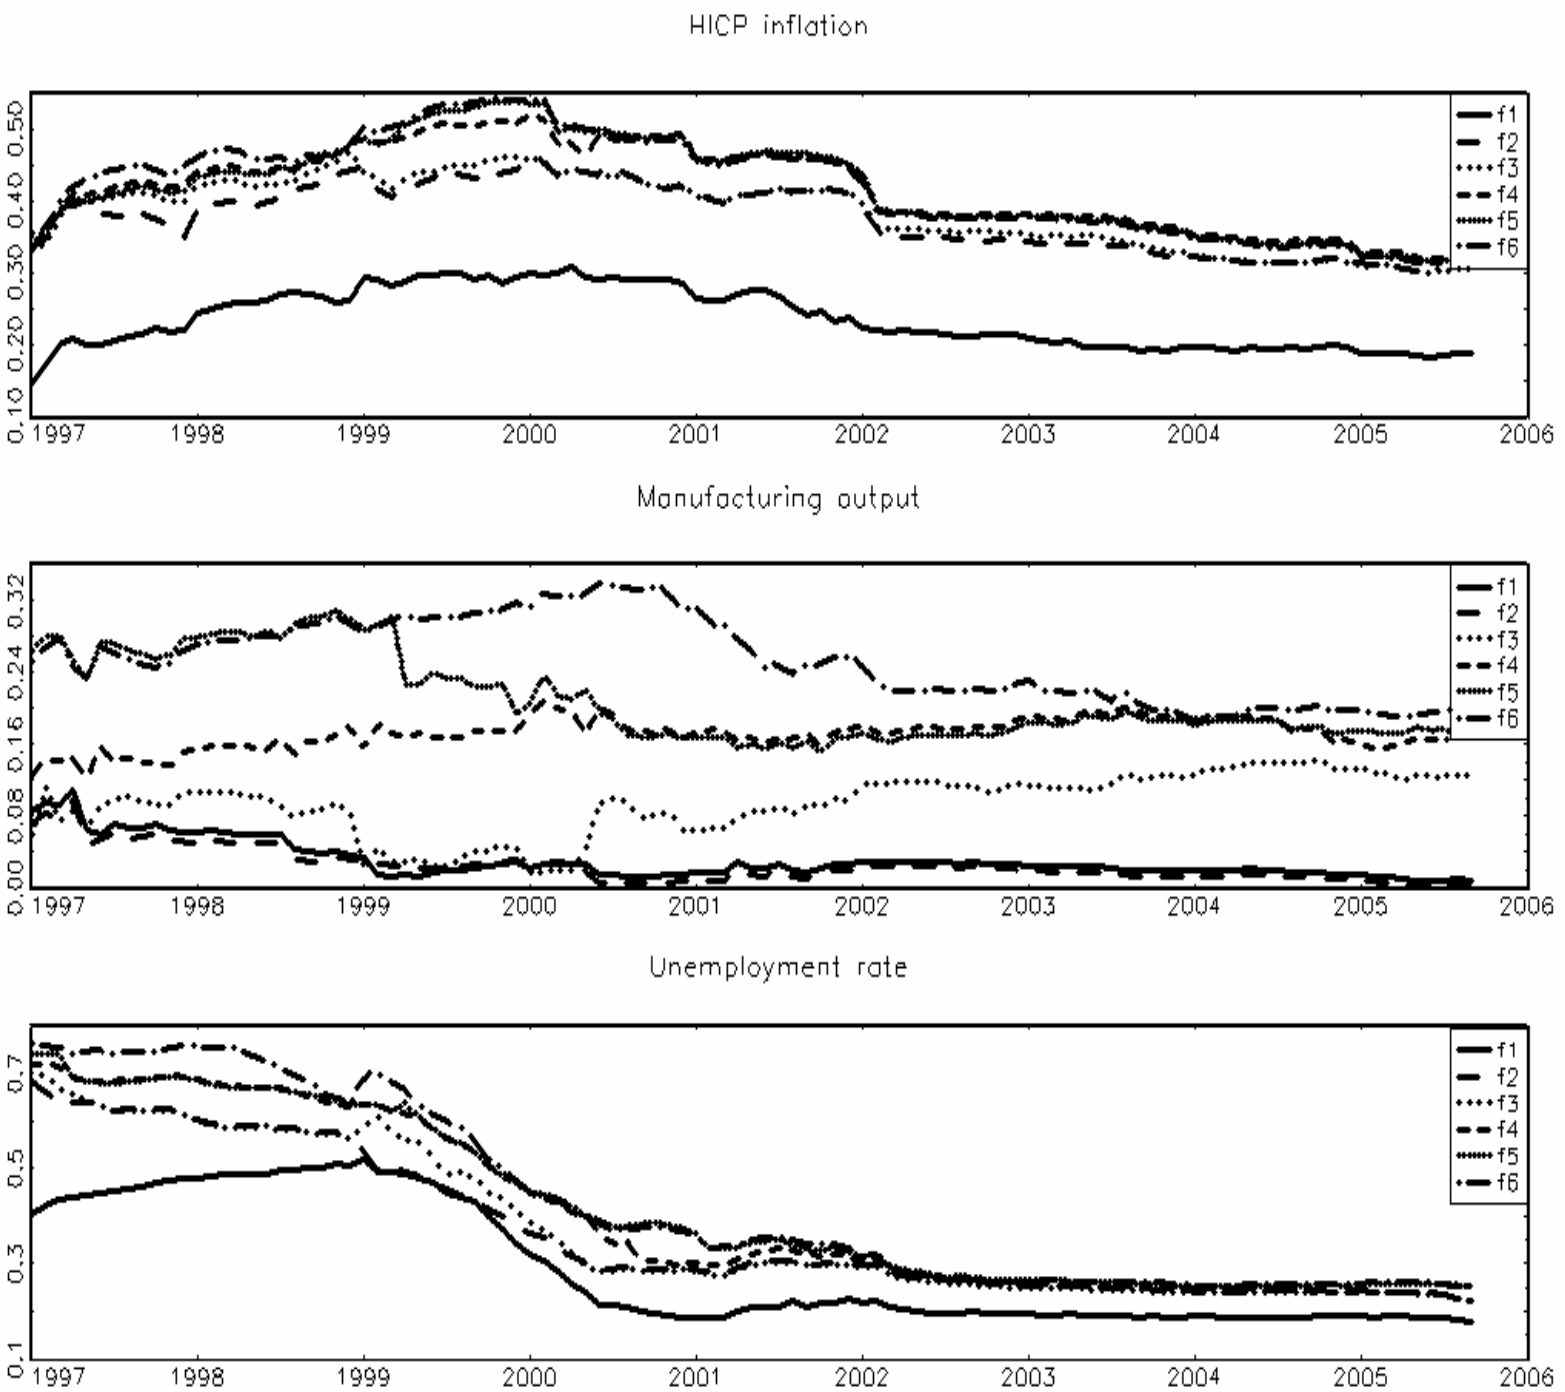 HICP inflation
0.50
0.40
0.30
0.20
0.10
f1
f2
f3
f4
f5
f6
1997 1998 1999 2000 2001 2002 2003 2004 2005 2006
Manufacturing output
0.32
0.24
0.16
0.08
0.00
f1
f2
f3
f4
f5
f6
1997 1998 1999 2000 2001 2002 2003 2004 2005 2006
Unemployment rate
0.7
0.5
0.3
0.1
f1
f2
f3
f4
f5
f6
1997 1998 1999 2000 2001 2002 2003 2004 2005 2006